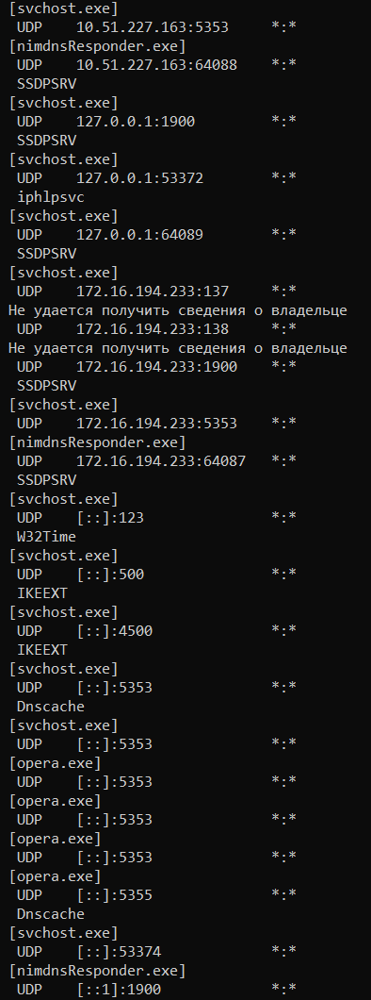 [svchost.exe]
UDP 10.51.227.163:5353 *:*
[nimdnsResponder.exe]
UDP 10.51.227.163:64088 *:*
SSDPSRV
[svchost.exe]
UDP 127.0.0.1:1900 *:*
SSDPSRV
[svchost.exe]
UDP 127.0.0.1:53372 *:*
iphlpsvc
[svchost.exe]
UDP 127.0.0.1:64089 *:*
SSDPSRV
[svchost.exe]
UDP 172.16.194.233:137 *:*
Не удается получить сведения о владельце
UDP 172.16.194.233:138 *:*
Не удается получить сведения о владельце
UDP 172.16.194.233:1900 *:*
SSDPSRV
[svchost.exe]
UDP 172.16.194.233:5353 *:*
[nimdnsResponder.exe]
UDP 172.16.194.233:64087 *:*
SSDPSRV
[svchost.exe]
UDP [::]:123 *:*
W32Time
[svchost.exe]
UDP [::]:500 *:*
IKEEXT
[svchost.exe]
UDP [::]:4500 *:*
IKEEXT
[svchost.exe]
UDP [::]:5353 *:*
Dnscache
[svchost.exe]
UDP [::]:5353 *:*
[opera.exe]
UDP [::]:5353 *:*
[opera.exe]
UDP [::]:5353 *:*
[opera.exe]
UDP [::]:5353 *:*
[opera.exe]
UDP [::]:5355 *:*
Dnscache
[svchost.exe]
UDP [::]:53374 *:*
[nimdnsResponder.exe]
UDP [::1]:1900 *:*